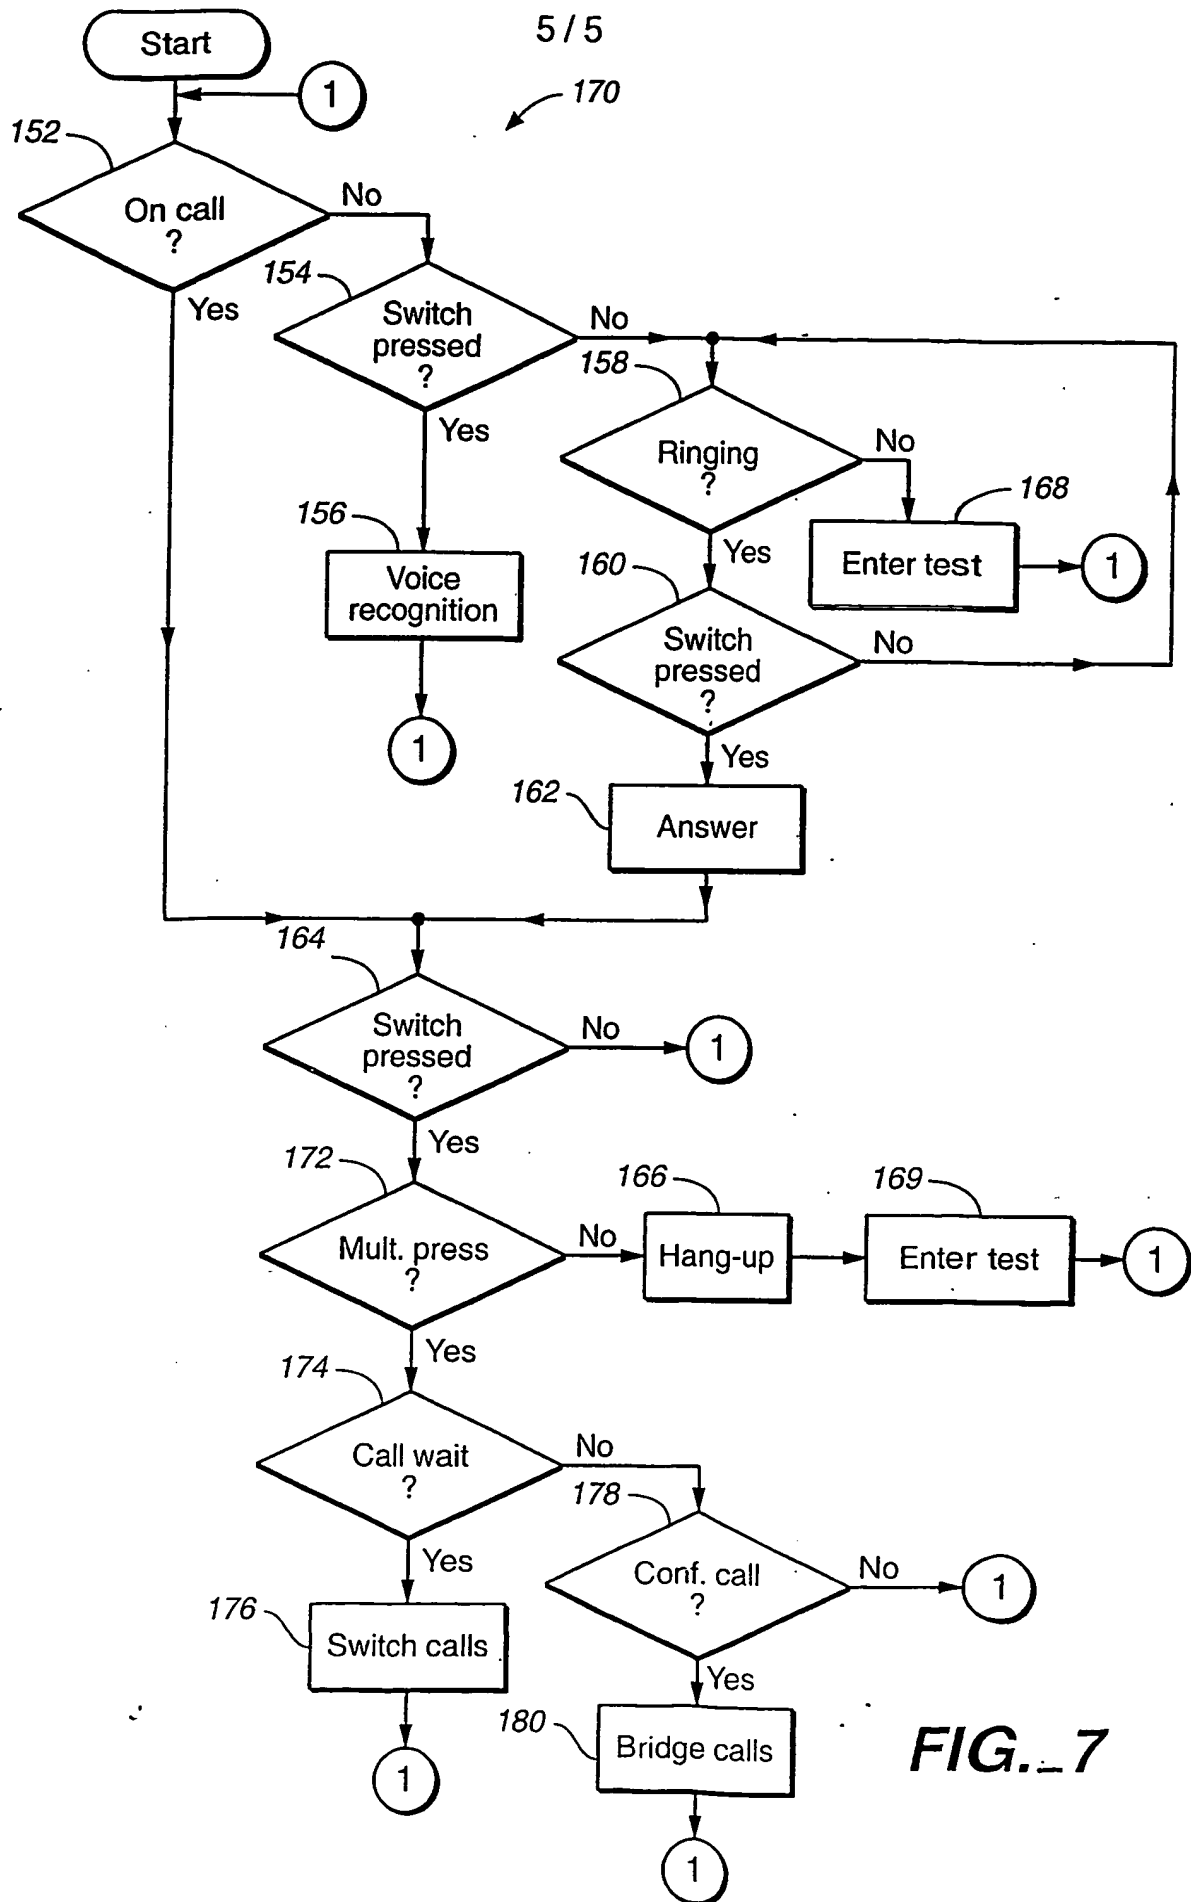 5 / 5
Start
1
170
152
On call
?
No
Yes
154
Switch
pressed
?
No
Yes
158
Ringing
?
No
Yes
168
Enter test
1
156
Voice
recognition
1
160
Switch
pressed
?
No
Yes
162
Answer
164
Switch
pressed
?
No
1
Yes
172
Mult. press
?
No
166
Hang-up
169
Enter test
1
Yes
174
Call wait
?
No
Yes
178
Conf. call
?
No
1
Yes
176
Switch calls
1
180
Bridge calls
1
FIG._7